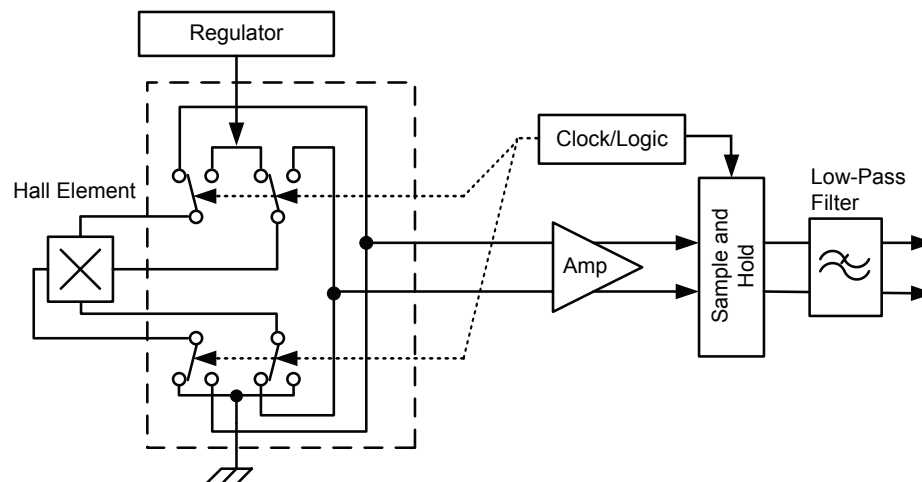 Regulator
Clock/Logic
Hall Element
Low-Pass
Filter
Amp
Sample and
Hold